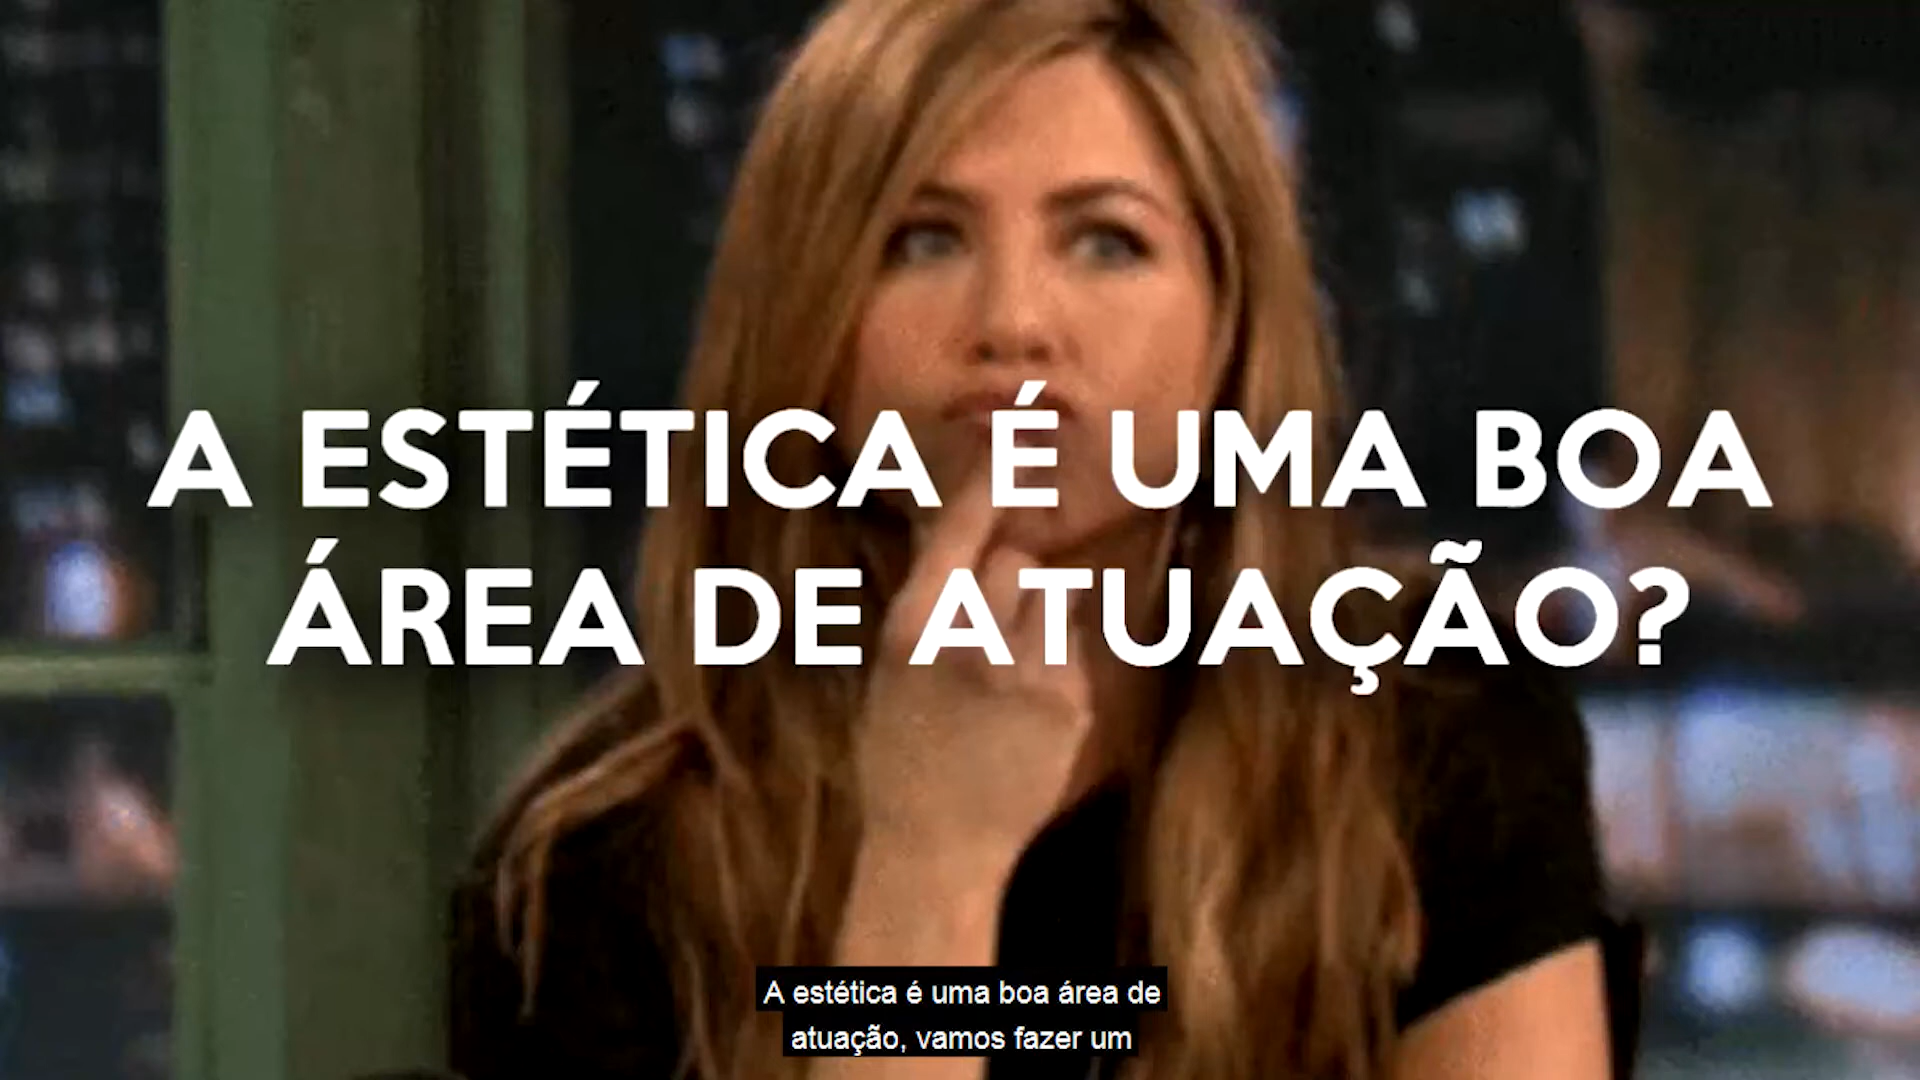 A ESTÉTICA É UMA BOA
ÁREA DE ATUAÇÃO?
A estética é uma boa área de
atuação, vamos fazer um